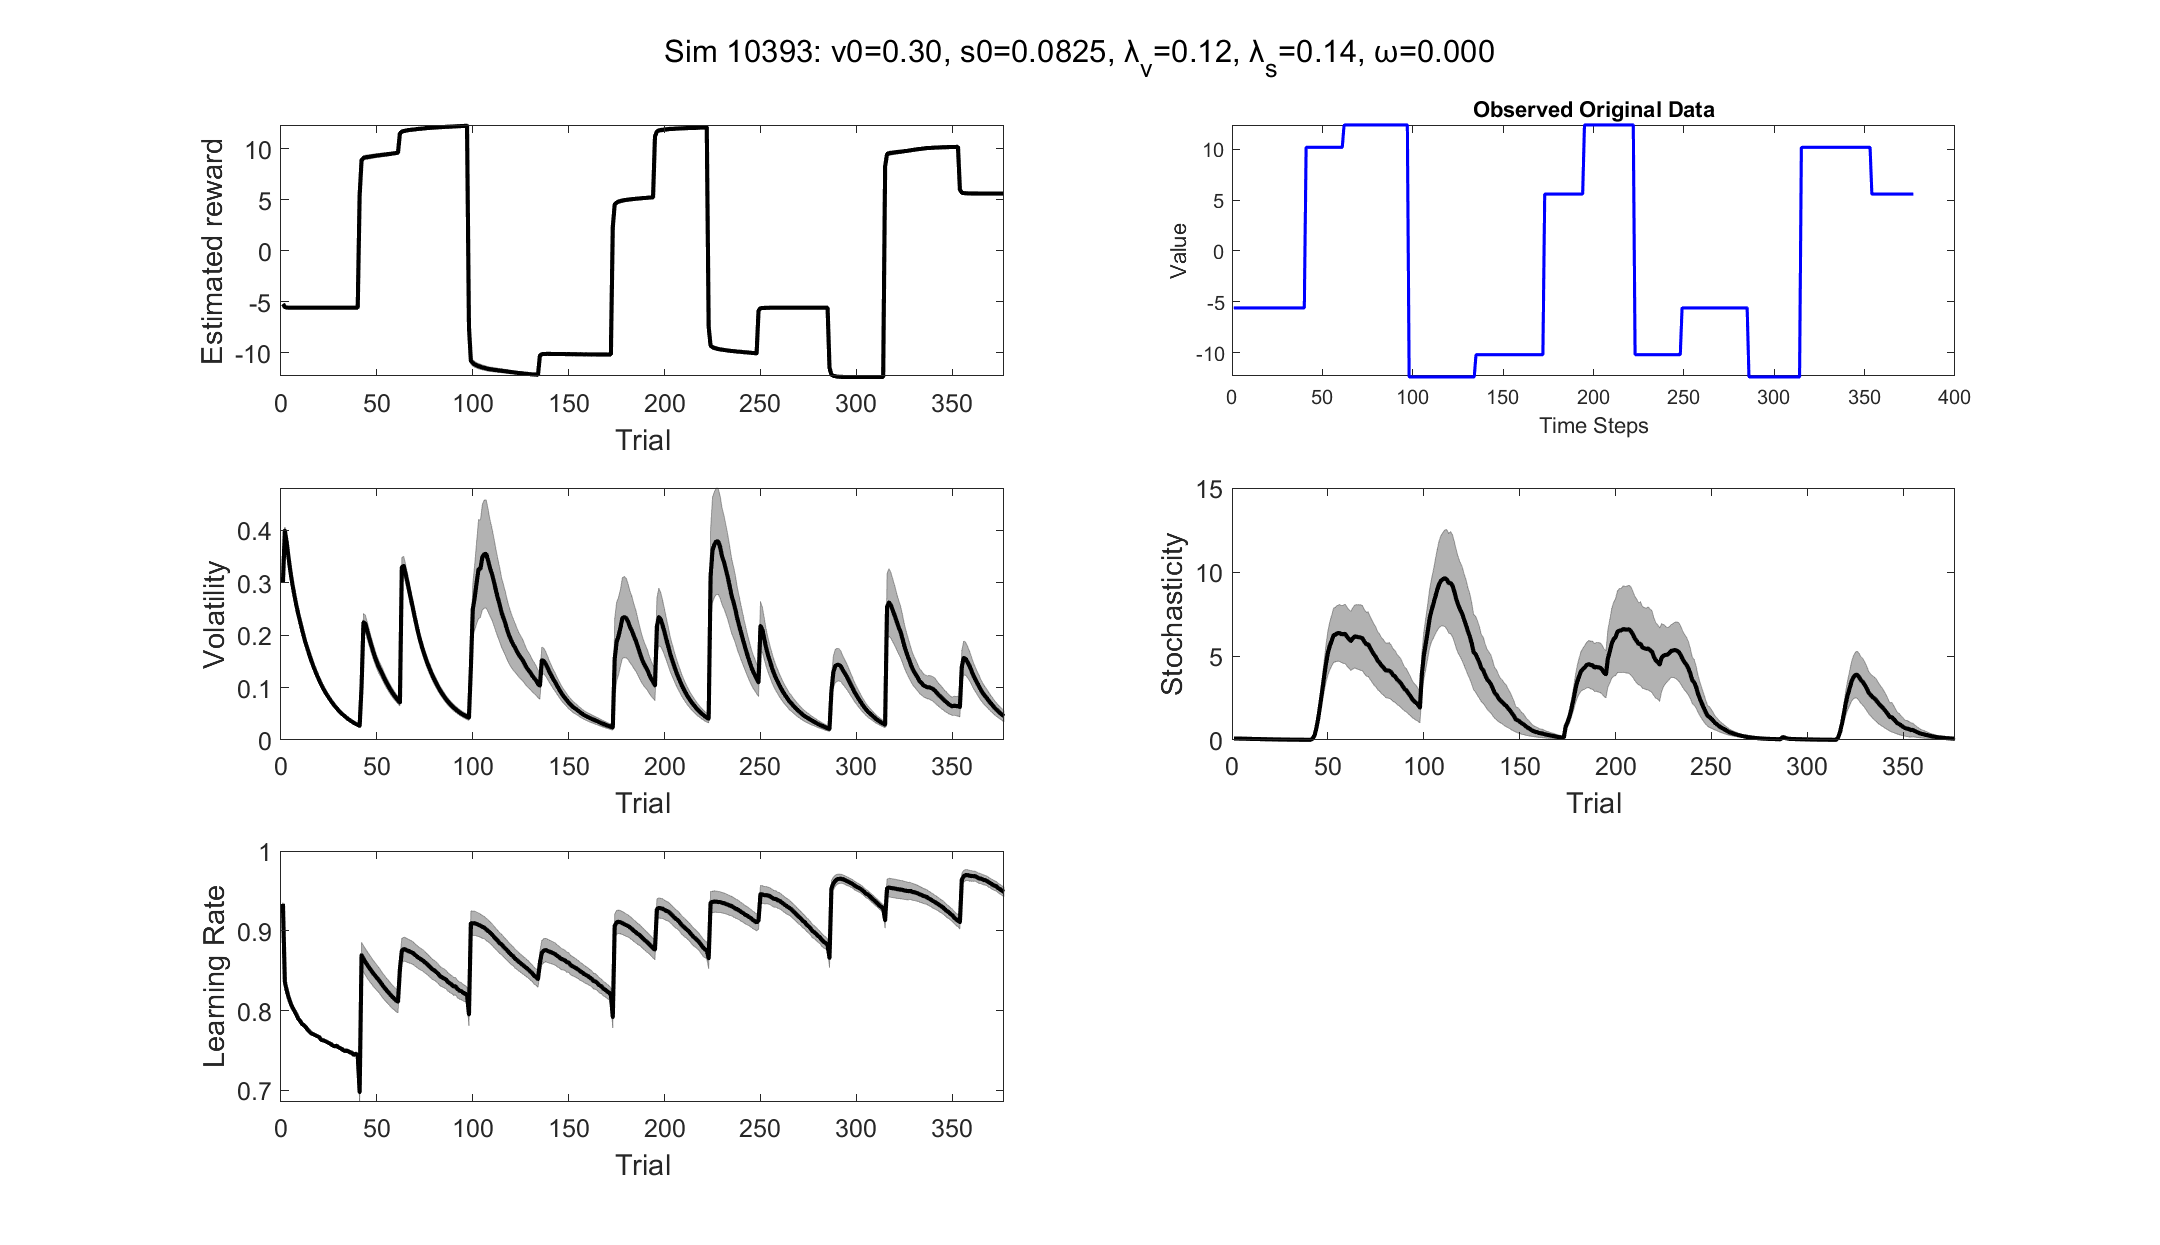 Sim 10393: v0=0.30, s0=0.0825, λ_v=0.12, λ_s=0.14, ω=0.000
Estimated reward
10
5
0
-5
-10
0 50 100 150 200 250 300 350
Trial
Observed Original Data
Value
10
5
0
-5
-10
0 50 100 150 200 250 300 350 400
Time Steps
Volatility
0.4
0.3
0.2
0.1
0
0 50 100 150 200 250 300 350
Trial
Stochasticity
15
10
5
0
0 50 100 150 200 250 300 350
Trial
Learning Rate
1
0.9
0.8
0.7
0 50 100 150 200 250 300 350
Trial